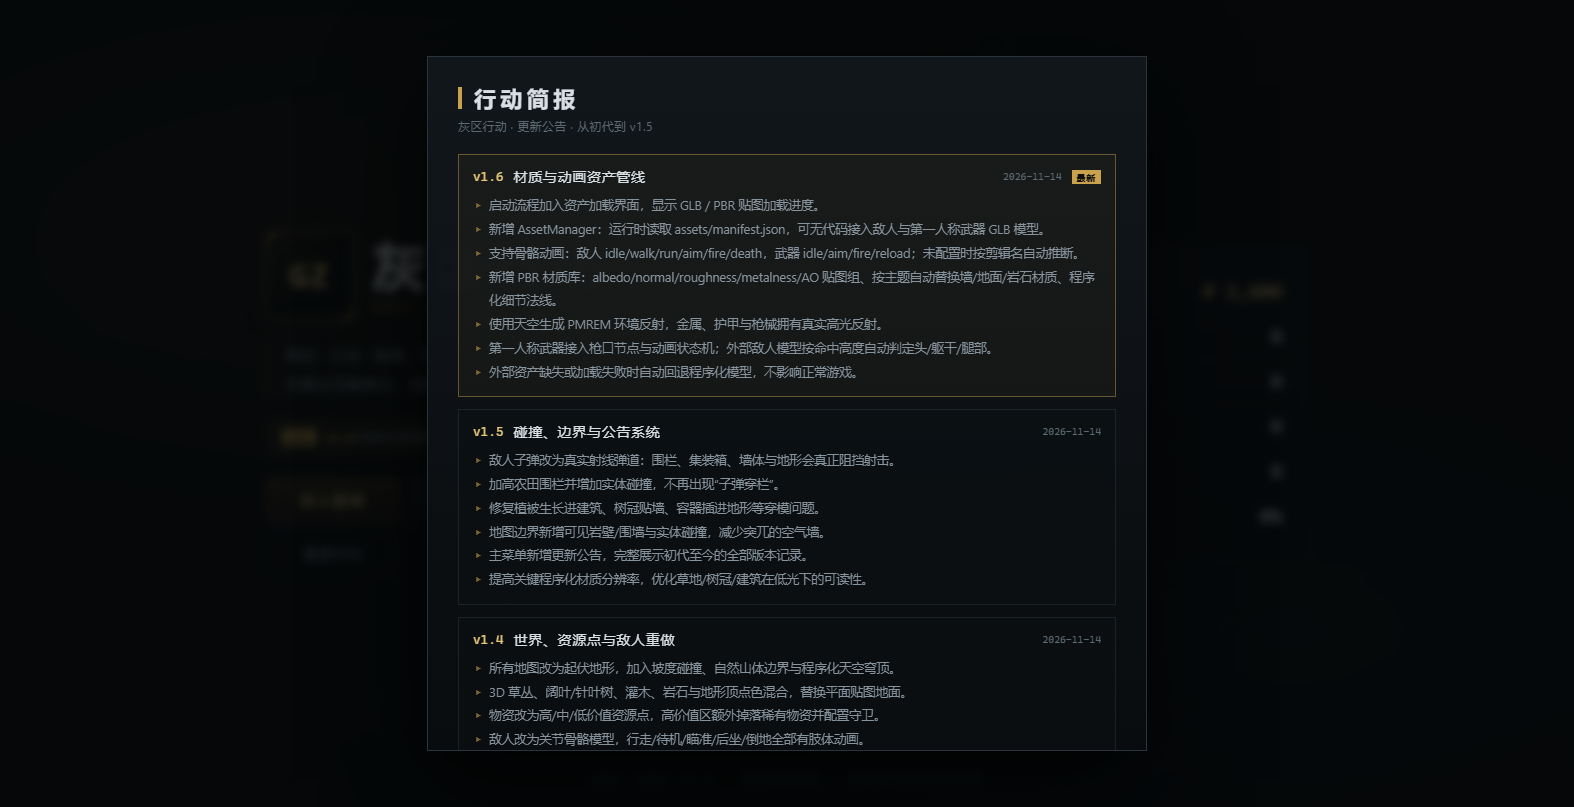 行动简报
灰区行动 · 更新公告 · 从初代到 v1.5
v1.6 材质与动画资产管线 2026-11-14 最新
▸ 启动流程加入资产加载界面，显示 GLB / PBR 贴图加载进度。
▸ 新增 AssetManager：运行时读取 assets/manifest.json，可无代码接入敌人与第一人称武器 GLB 模型。
▸ 支持骨骼动画：敌人 idle/walk/run/aim/fire/death，武器 idle/aim/fire/reload；未配置时按剪辑名自动推断。
▸ 新增 PBR 材质库：albedo/normal/roughness/metalness/AO 贴图组、按主题自动替换墙/地面/岩石材质、程序
化细节法线。
▸ 使用天空生成 PMREM 环境反射，金属、护甲与枪械拥有真实高光反射。
▸ 第一人称武器接入枪口节点与动画状态机；外部敌人模型按命中高度自动判定头/躯干/腿部。
▸ 外部资产缺失或加载失败时自动回退程序化模型，不影响正常游戏。
v1.5 碰撞、边界与公告系统 2026-11-14
▸ 敌人子弹改为真实射线弹道：围栏、集装箱、墙体与地形会真正阻挡射击。
▸ 加高农田围栏并增加实体碰撞，不再出现“子弹穿栏”。
▸ 修复植被生长进建筑、树冠贴墙、容器插进地形等穿模问题。
▸ 地图边界新增可见岩壁/围墙与实体碰撞，减少突兀的空气墙。
▸ 主菜单新增更新公告，完整展示初代至今的全部版本记录。
▸ 提高关键程序化材质分辨率，优化草地/树冠/建筑在低光下的可读性。
v1.4 世界、资源点与敌人重做 2026-11-14
▸ 所有地图改为起伏地形，加入坡度碰撞、自然山体边界与程序化天空穹顶。
▸ 3D 草丛、阔叶/针叶树、灌木、岩石与地形顶点色混合，替换平面贴图地面。
▸ 物资改为高/中/低价值资源点，高价值区额外掉落稀有物资并配置守卫。
▸ 敌人改为关节骨骼模型，行走/待机/瞄准/后坐/倒地全部有肢体动画。
GZ
灰